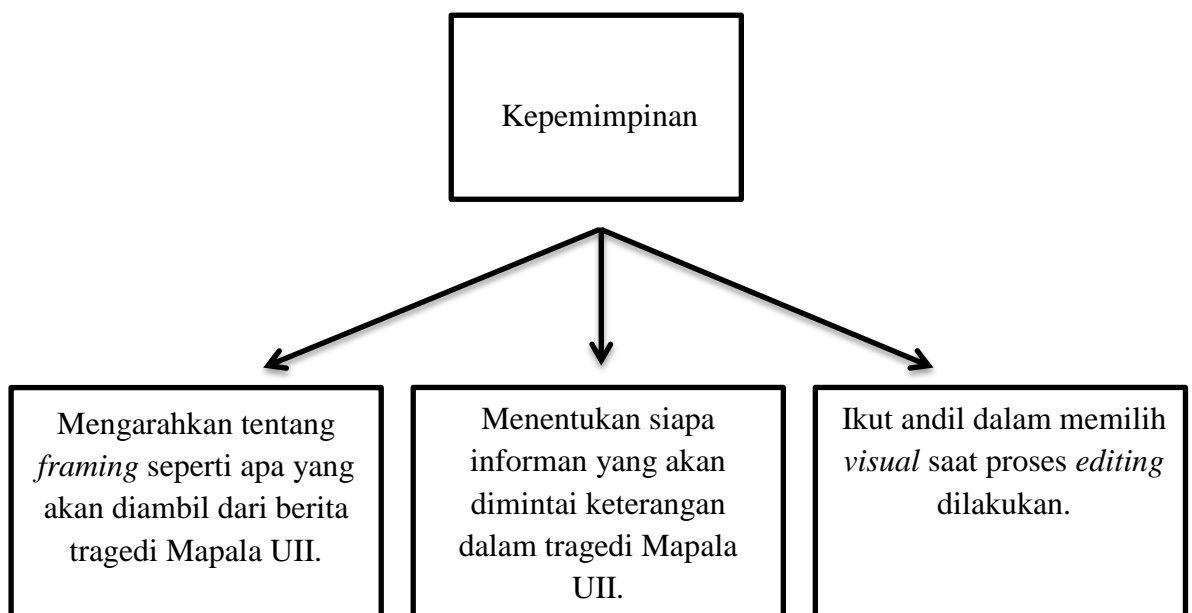 Kepemimpinan
Mengarahkan tentang
framing seperti apa yang
akan diambil dari berita
tragedi Mapala UII.
Menentukan siapa
informan yang akan
dimintai keterangan
dalam tragedi Mapala
UII.
Ikut andil dalam memilih
visual saat proses editing
dilakukan.